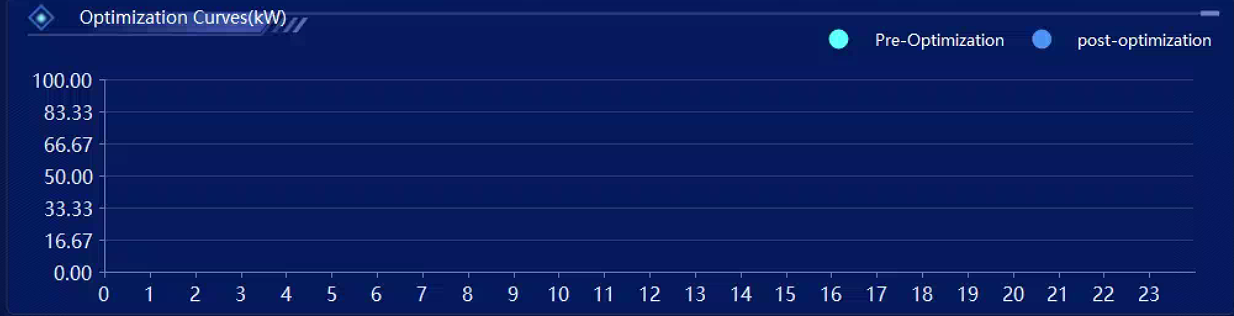 Optimization Curves(kW)
Pre-Optimization post-optimization
100.00
83.33
66.67
50.00
33.33
16.67
0.00
0 1 2 3 4 5 6 7 8 9 10 11 12 13 14 15 16 17 18 19 20 21 22 23